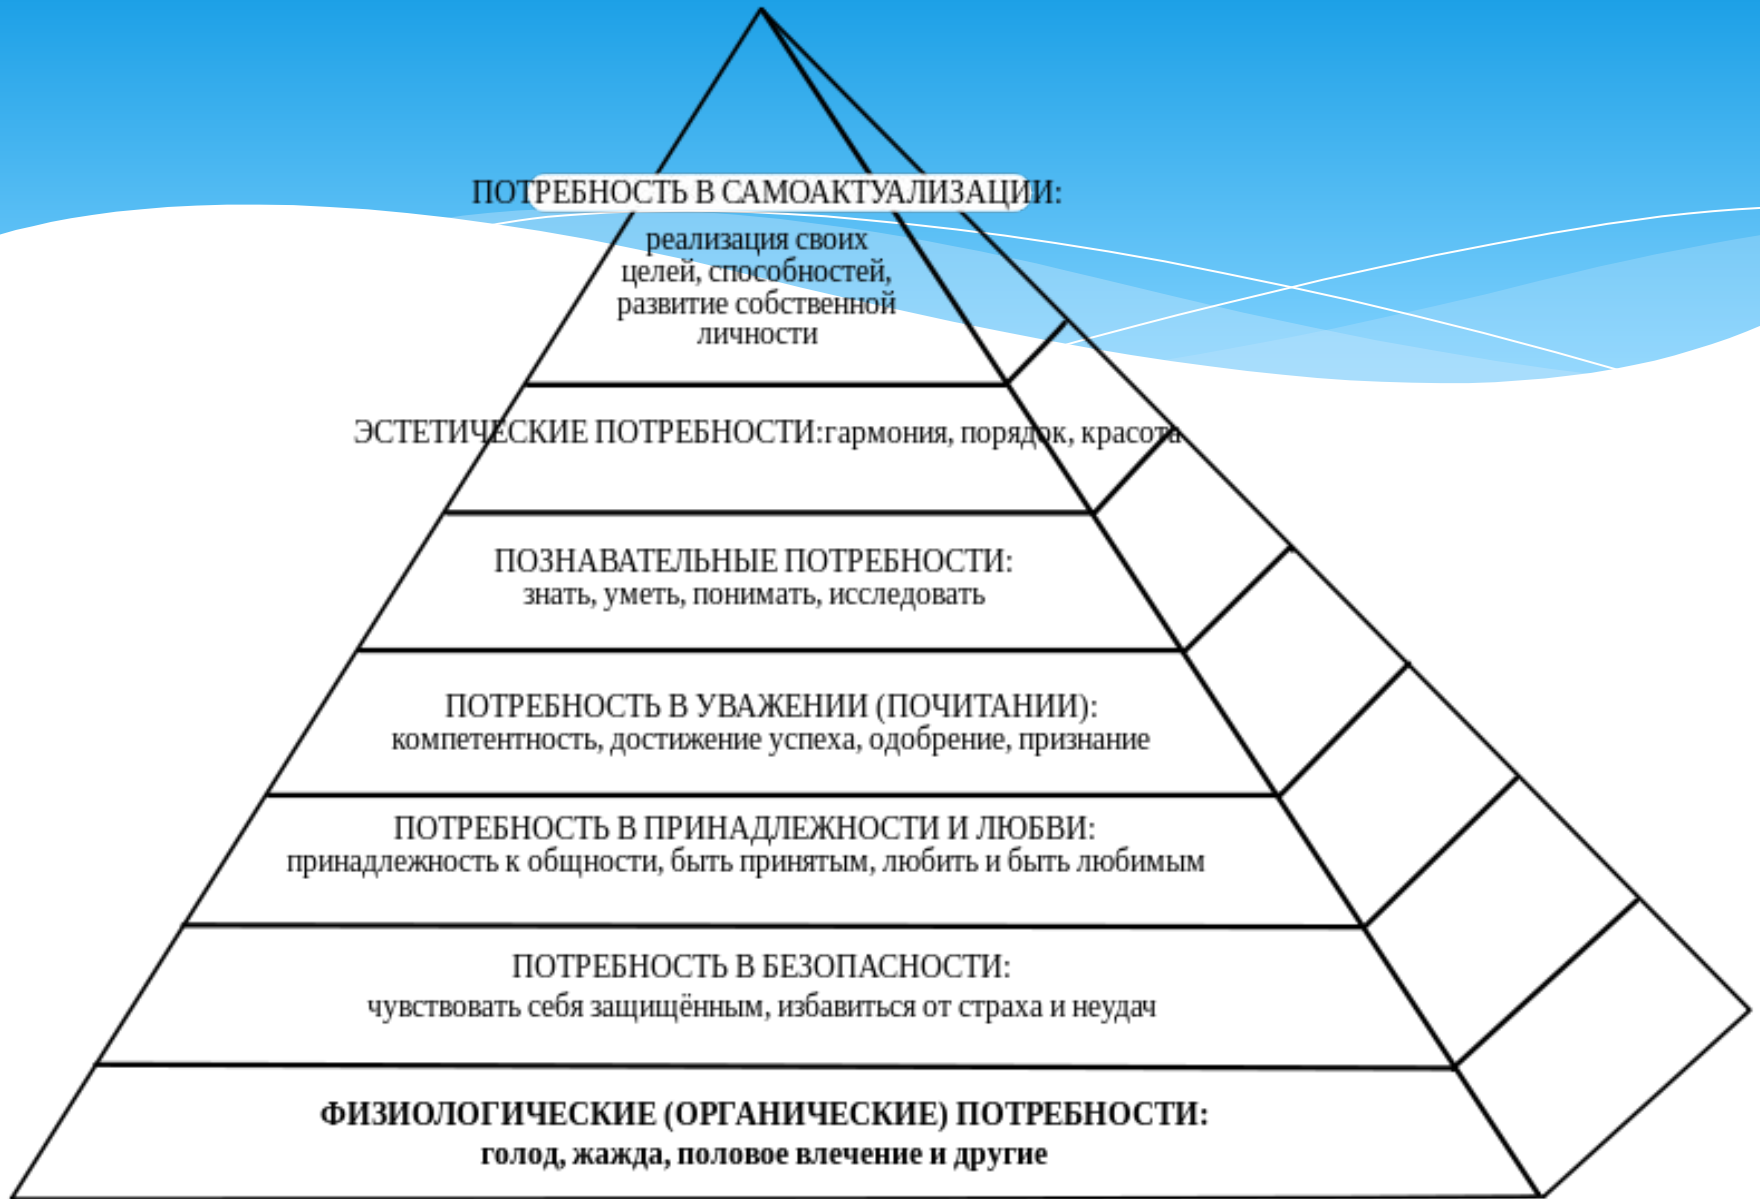 ПОТРЕБНОСТЬ В САМОАКТУАЛИЗАЦИИ:
реализация своих
целей, способностей,
развитие собственной
личности
ЭСТЕТИЧЕСКИЕ ПОТРЕБНОСТИ:гармония, порядок, красота
ПОЗНАВАТЕЛЬНЫЕ ПОТРЕБНОСТИ:
знать, уметь, понимать, исследовать
ПОТРЕБНОСТЬ В УВАЖЕНИИ (ПОЧИТАНИИ):
компетентность, достижение успеха, одобрение, признание
ПОТРЕБНОСТЬ В ПРИНАДЛЕЖНОСТИ И ЛЮБВИ:
принадлежность к общности, быть принятым, любить и быть любимым
ПОТРЕБНОСТЬ В БЕЗОПАСНОСТИ:
чувствовать себя защищённым, избавиться от страха и неудач
ФИЗИОЛОГИЧЕСКИЕ (ОРГАНИЧЕСКИЕ) ПОТРЕБНОСТИ:
голод, жажда, половое влечение и другие